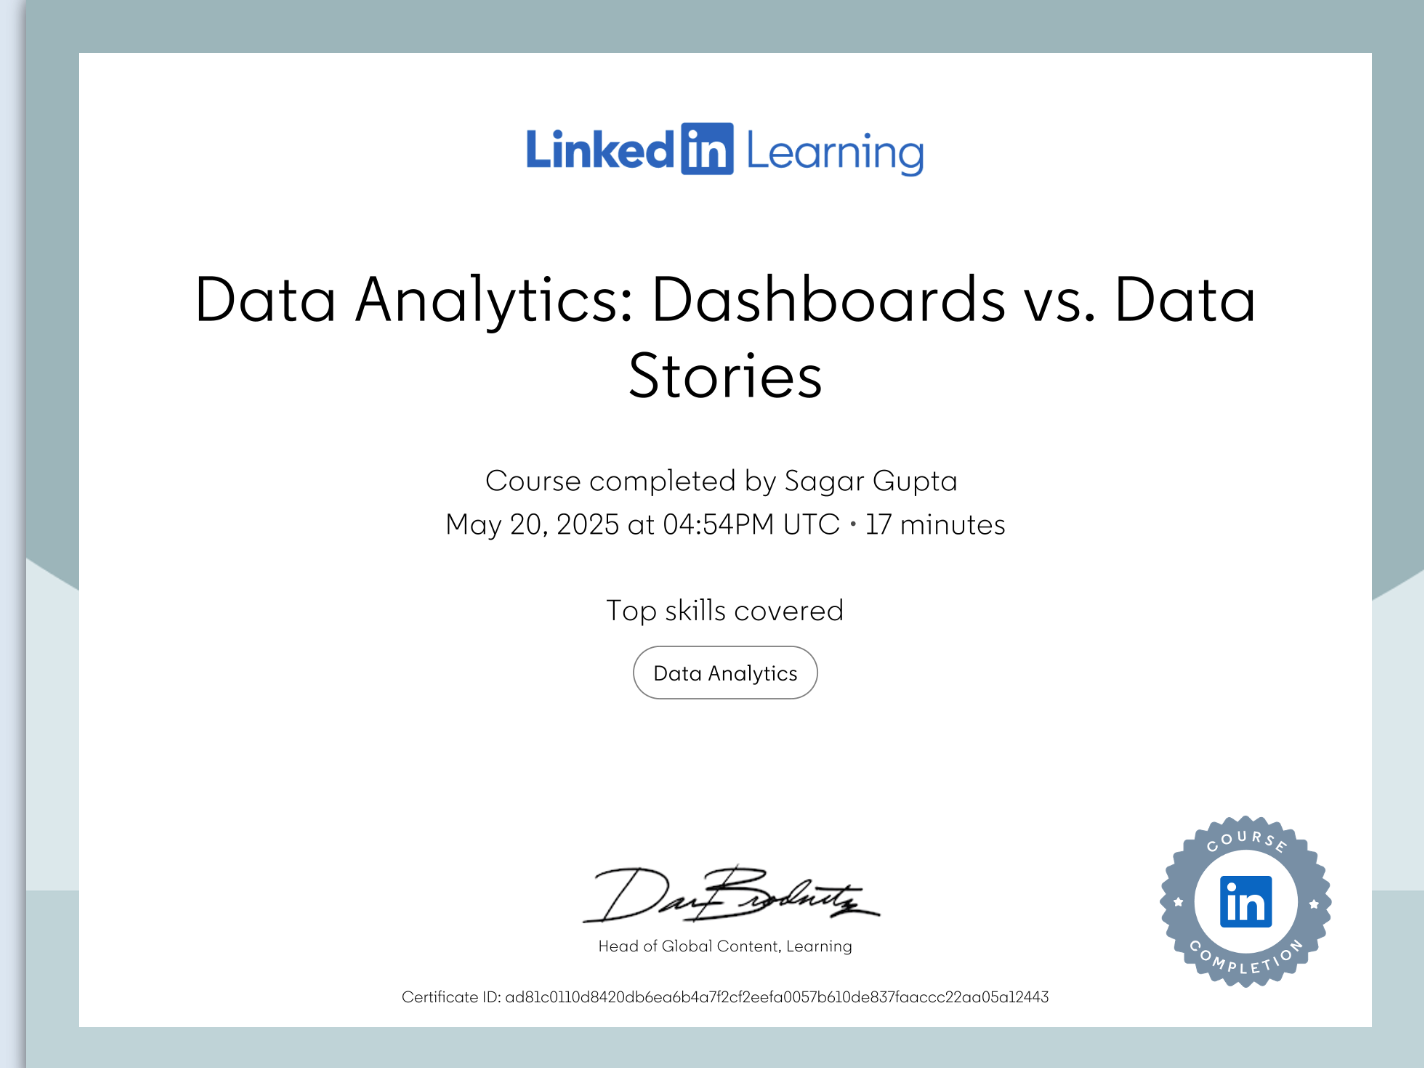 Linked in Learning
Data Analytics: Dashboards vs. Data
Stories
Course completed by Sagar Gupta
May 20, 2025 at 04:54PM UTC • 17 minutes
Top skills covered
Data Analytics
Dan Brodnitz
Head of Global Content, Learning
COURSE
in
COMPLETION
Certificate ID: ad81c0110d8420db6ea6b4a7f2cf2eefa0057b610de837faaccc22aa05a12443